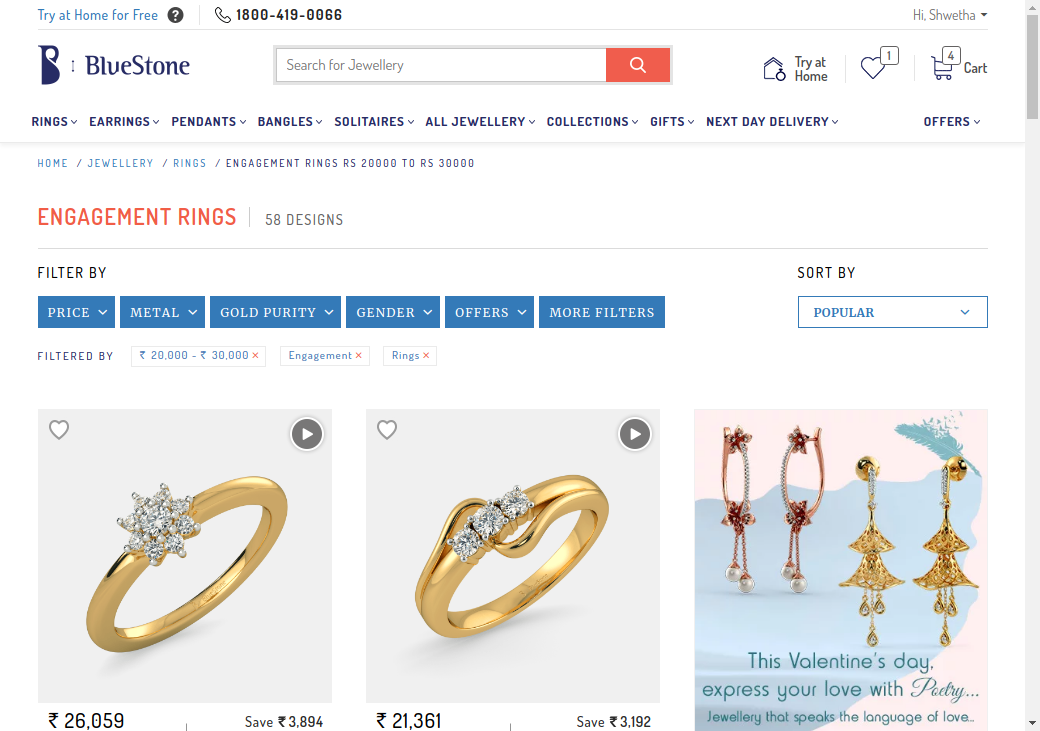 Try at Home for Free ? 1800-419-0066 Hi, Shwetha
BlueStone
Search for Jewellery
Try at Home
1
4
Cart
RINGS EARRINGS PENDANTS BANGLES SOLITAIRES ALL JEWELLERY COLLECTIONS GIFTS NEXT DAY DELIVERY OFFERS
HOME / JEWELLERY / RINGS / ENGAGEMENT RINGS RS 20000 TO RS 30000
ENGAGEMENT RINGS 58 DESIGNS
FILTER BY SORT BY
PRICE METAL GOLD PURITY GENDER OFFERS MORE FILTERS POPULAR
FILTERED BY ₹ 20,000 - ₹ 30,000 × Engagement × Rings ×
This Valentine's day,
express your love with Poetry...
Jewellery that speaks the language of love...
₹ 26,059 Save ₹ 3,894 ₹ 21,361 Save ₹ 3,192